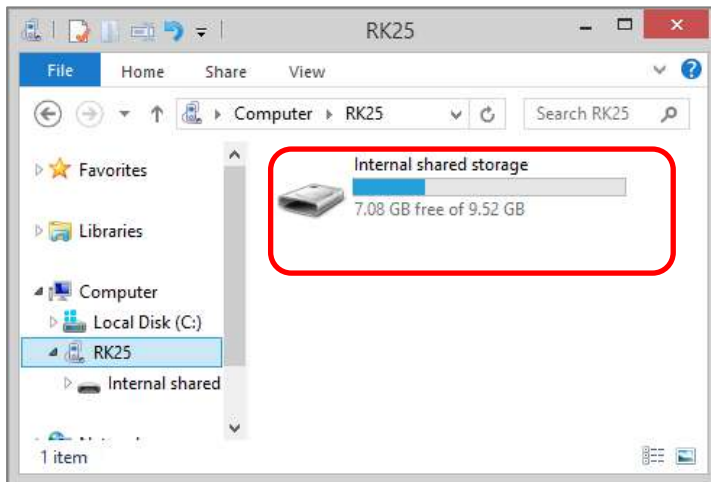 RK25
File Home Share View
Computer RK25 Search RK25
Favorites
Libraries
Computer
Local Disk (C:)
RK25
Internal shared
Internal shared storage
7.08 GB free of 9.52 GB
1 item